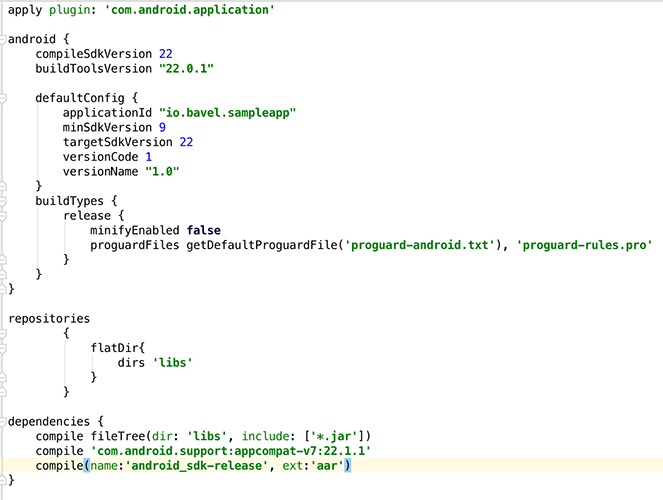 apply plugin: 'com.android.application'
android {
compileSdkVersion 22
buildToolsVersion "22.0.1"
defaultConfig {
applicationId "io.bavel.sampleapp"
minSdkVersion 9
targetSdkVersion 22
versionCode 1
versionName "1.0"
}
buildTypes {
release {
minifyEnabled false
proguardFiles getDefaultProguardFile('proguard-android.txt'), 'proguard-rules.pro'
}
}
}
repositories
{
flatDir{
dirs 'libs'
}
}
dependencies {
compile fileTree(dir: 'libs', include: ['*.jar'])
compile 'com.android.support:appcompat-v7:22.1.1'
compile(name:'android_sdk-release', ext:'aar')
}